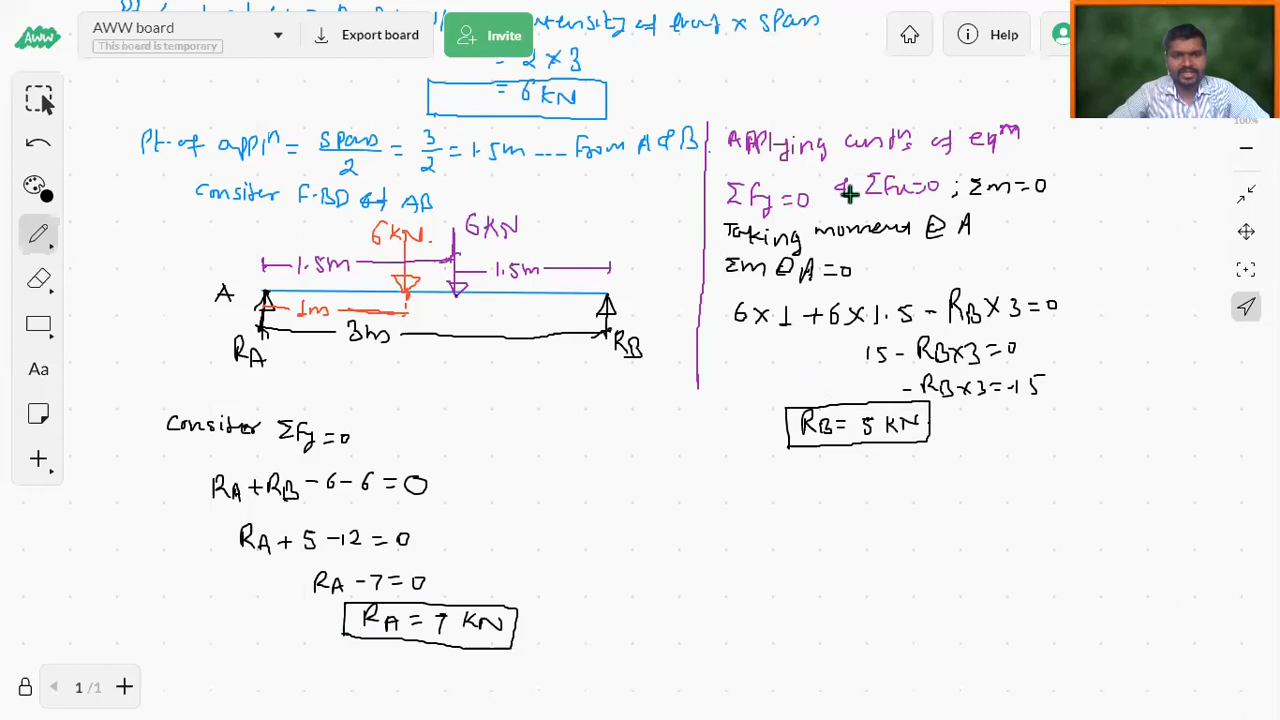 AWW
AWW board
This board is temporary
Export board
Invite
Help
100%
intensity of × span
= 2 × 3
= 6 KN
Pt. of appln = span/2 = 3/2 = 1.5m --- From A & B.
Consider F.BD of AB
6KN.
6KN
1.5m
1.5m
A
1m
3m
RA
RB
Consider ΣFy=0
RA + RB - 6 - 6 = 0
RA + 5 - 12 = 0
RA - 7 = 0
RA = 7 KN
Applying condns of eqm
ΣFy = 0 & ΣFx=0 ; Σm=0
Taking moment @ A
Σm @ A = 0
6×1 + 6×1.5 - RB×3 = 0
15 - RB×3 = 0
- RB×3 = -15
RB = 5 KN
Aa
1 /1